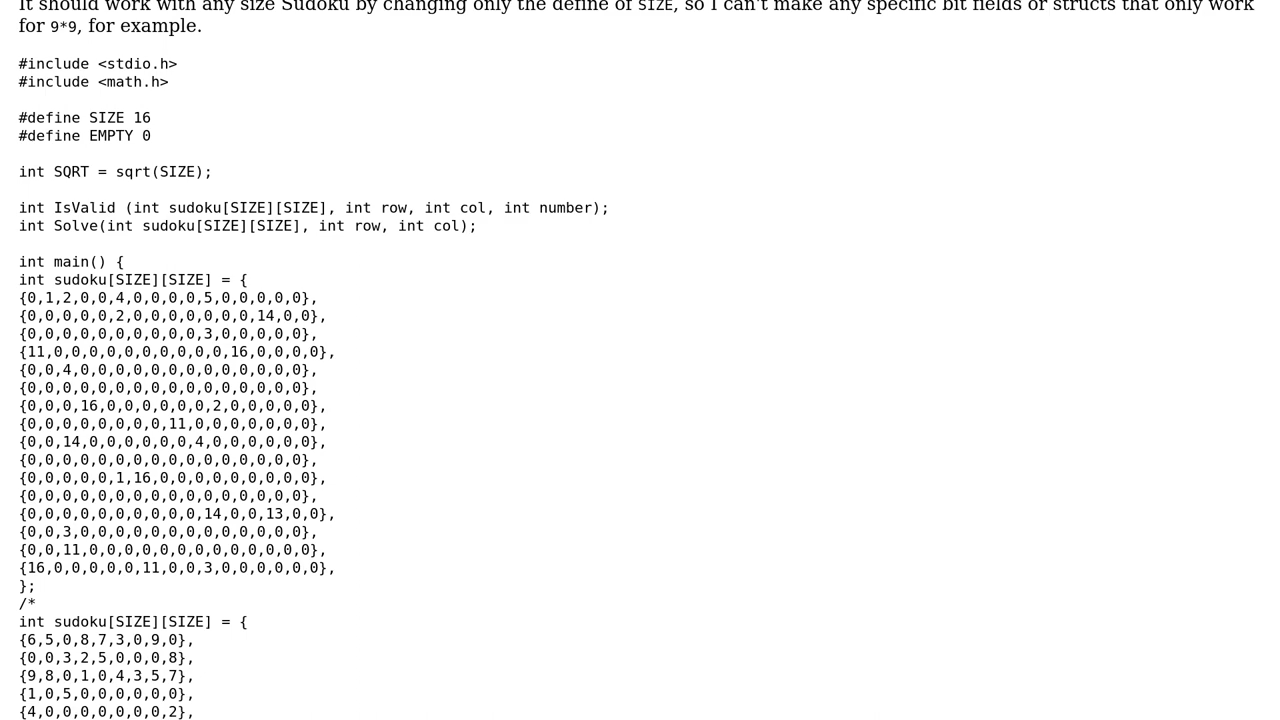 It should work with any size Sudoku by changing only the define of SIZE, so I can't make any specific bit fields or structs that only work
for 9*9, for example.
#include <stdio.h>
#include <math.h>
#define SIZE 16
#define EMPTY 0
int SQRT = sqrt(SIZE);
int IsValid (int sudoku[SIZE][SIZE], int row, int col, int number);
int Solve(int sudoku[SIZE][SIZE], int row, int col);
int main() {
int sudoku[SIZE][SIZE] = {
{0,1,2,0,0,4,0,0,0,0,5,0,0,0,0,0},
{0,0,0,0,0,2,0,0,0,0,0,0,0,14,0,0},
{0,0,0,0,0,0,0,0,0,0,3,0,0,0,0,0},
{11,0,0,0,0,0,0,0,0,0,0,16,0,0,0,0},
{0,0,4,0,0,0,0,0,0,0,0,0,0,0,0,0},
{0,0,0,0,0,0,0,0,0,0,0,0,0,0,0,0},
{0,0,0,16,0,0,0,0,0,0,2,0,0,0,0,0},
{0,0,0,0,0,0,0,0,11,0,0,0,0,0,0,0},
{0,0,14,0,0,0,0,0,0,4,0,0,0,0,0,0},
{0,0,0,0,0,0,0,0,0,0,0,0,0,0,0,0},
{0,0,0,0,0,1,16,0,0,0,0,0,0,0,0,0},
{0,0,0,0,0,0,0,0,0,0,0,0,0,0,0,0},
{0,0,0,0,0,0,0,0,0,0,14,0,0,13,0,0},
{0,0,3,0,0,0,0,0,0,0,0,0,0,0,0,0},
{0,0,11,0,0,0,0,0,0,0,0,0,0,0,0,0},
{16,0,0,0,0,0,11,0,0,3,0,0,0,0,0,0},
};
/*
int sudoku[SIZE][SIZE] = {
{6,5,0,8,7,3,0,9,0},
{0,0,3,2,5,0,0,0,8},
{9,8,0,1,0,4,3,5,7},
{1,0,5,0,0,0,0,0,0},
{4,0,0,0,0,0,0,0,2},